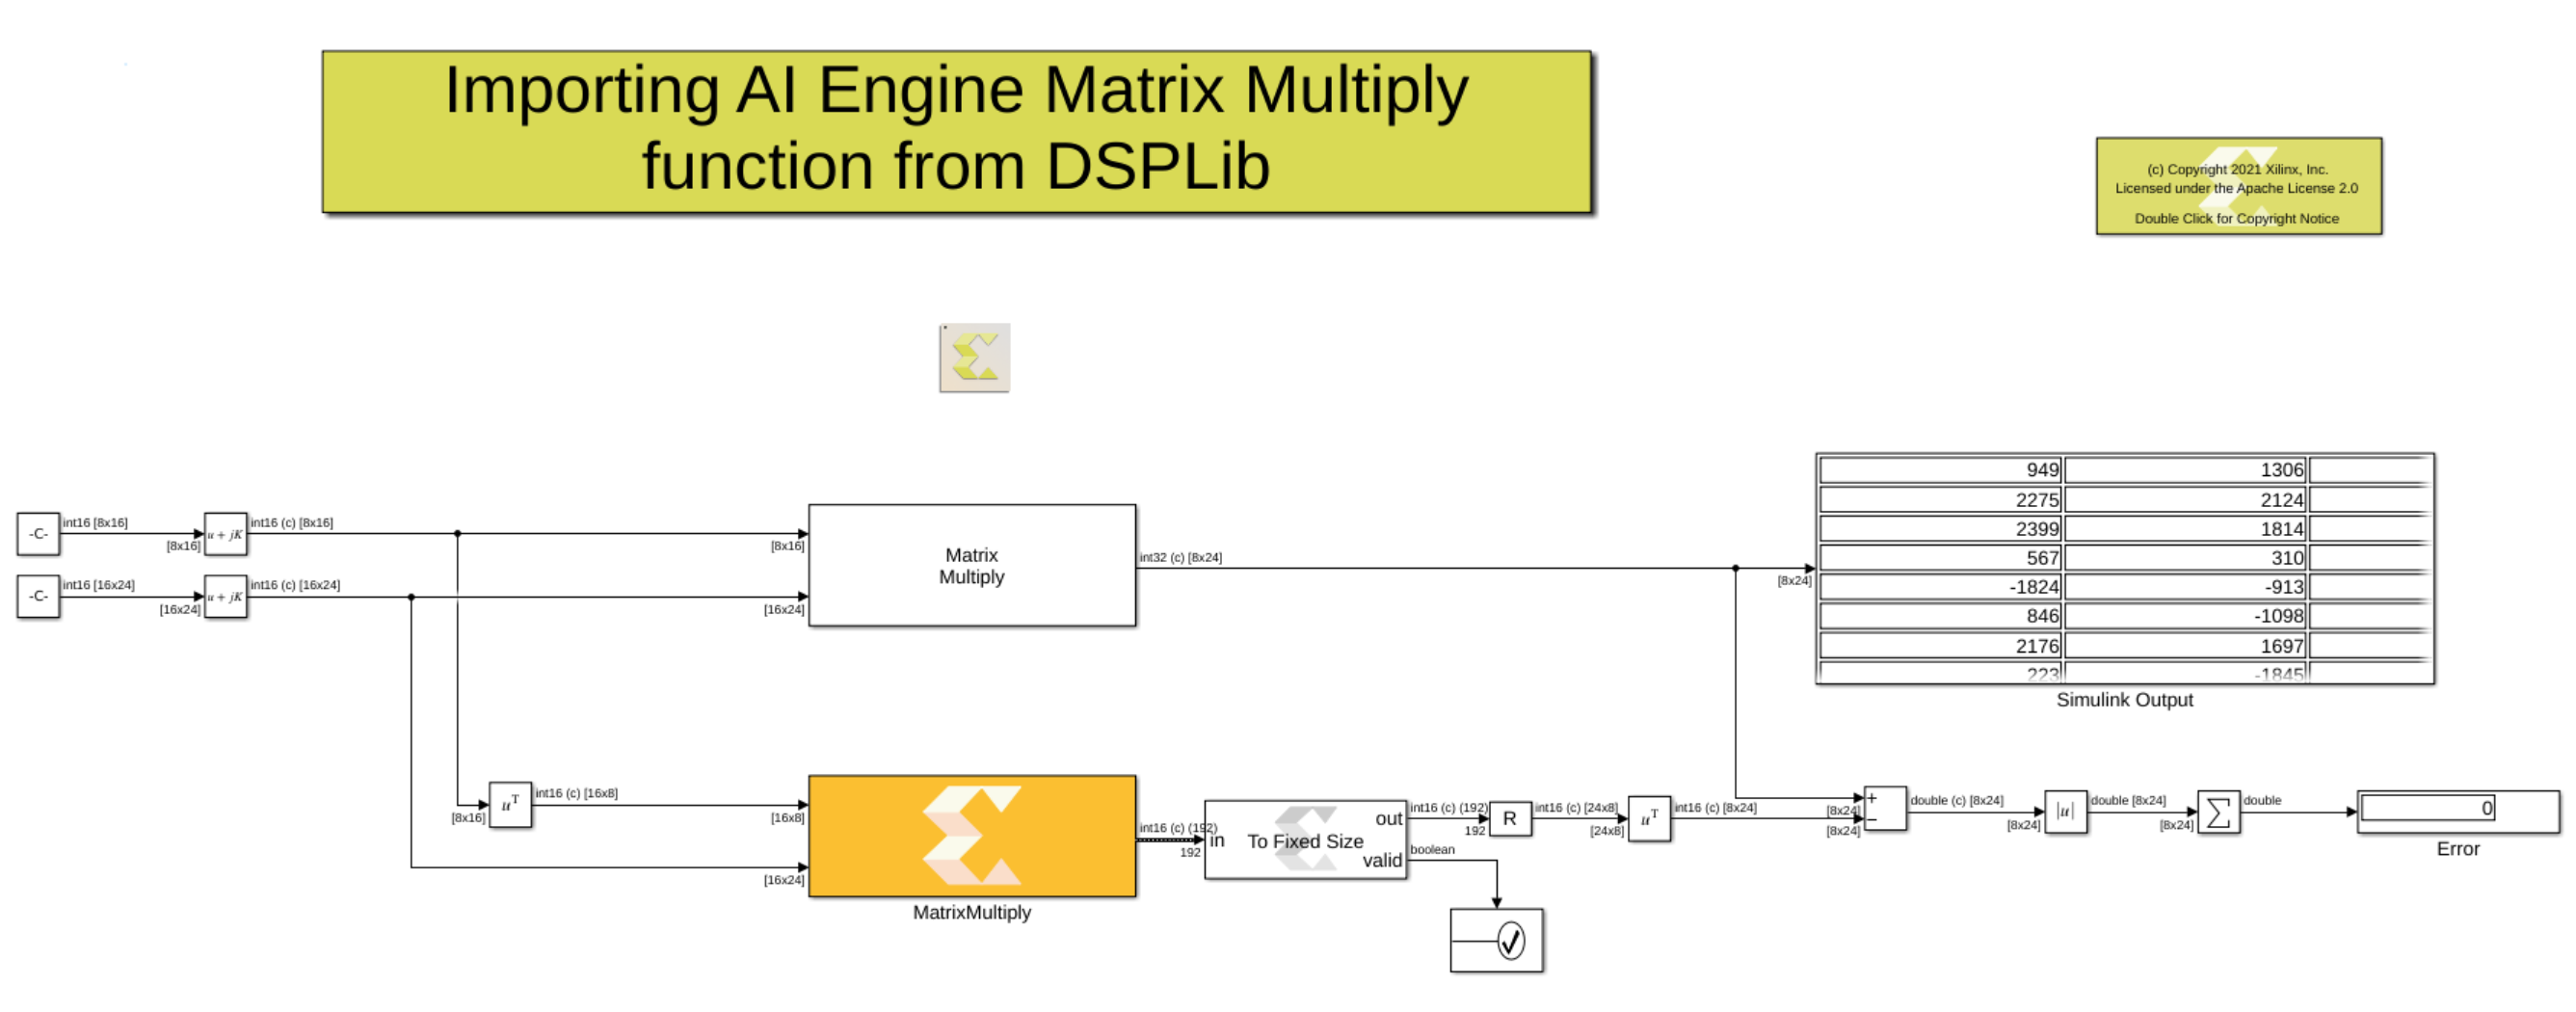 Importing AI Engine Matrix Multiply
function from DSPLib
(c) Copyright 2021 Xilinx, Inc.
Licensed under the Apache License 2.0
Double Click for Copyright Notice
-C-
int16 [8x16]
[8x16]
u + jK
int16 (c) [8x16]
[8x16]
-C-
int16 [16x24]
[16x24]
u + jK
int16 (c) [16x24]
[16x24]
Matrix
Multiply
int32 (c) [8x24]
[8x24]
949 1306
2275 2124
2399 1814
567 310
-1824 -913
846 -1098
2176 1697
223 -1845
Simulink Output
[8x16]
uT
int16 (c) [16x8]
[16x8]
[16x24]
MatrixMultiply
int16 (c) (192)
192
in
To Fixed Size
out
valid
int16 (c) (192)
192
boolean
R
int16 (c) [24x8]
[24x8]
uT
int16 (c) [8x24]
[8x24]
[8x24]
+
−
double (c) [8x24]
[8x24]
|u|
double [8x24]
[8x24]
∑
double
0
Error